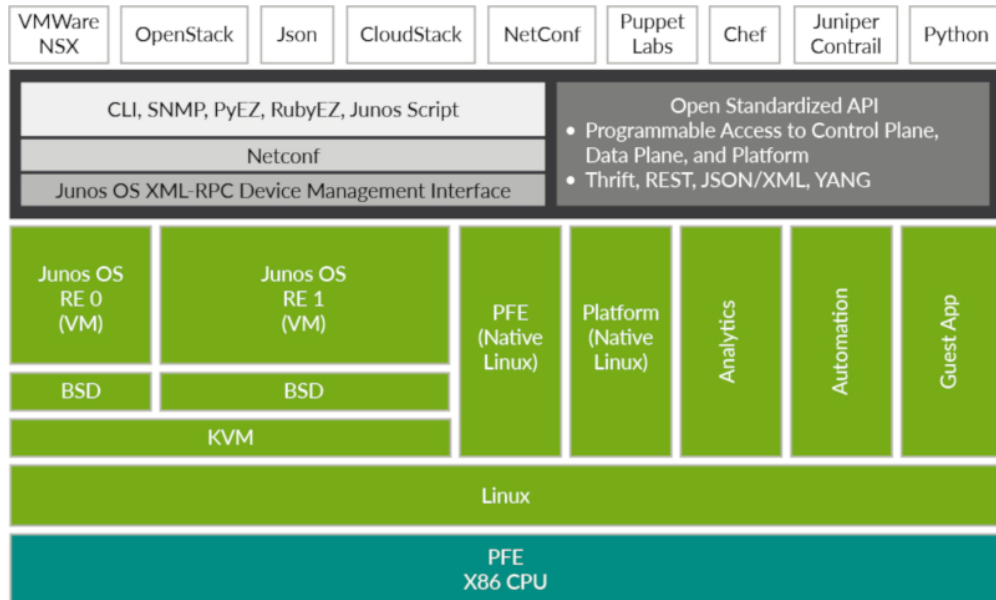 VMWare
NSX
OpenStack
Json
CloudStack
NetConf
Puppet
Labs
Chef
Juniper
Contrail
Python
CLI, SNMP, PyEZ, RubyEZ, Junos Script
Netconf
Junos OS XML-RPC Device Management Interface
Open Standardized API
• Programmable Access to Control Plane,
Data Plane, and Platform
• Thrift, REST, JSON/XML, YANG
Junos OS
RE 0
(VM)
Junos OS
RE 1
(VM)
PFE
(Native
Linux)
Platform
(Native
Linux)
Analytics
Automation
Guest App
BSD
BSD
KVM
Linux
PFE
X86 CPU